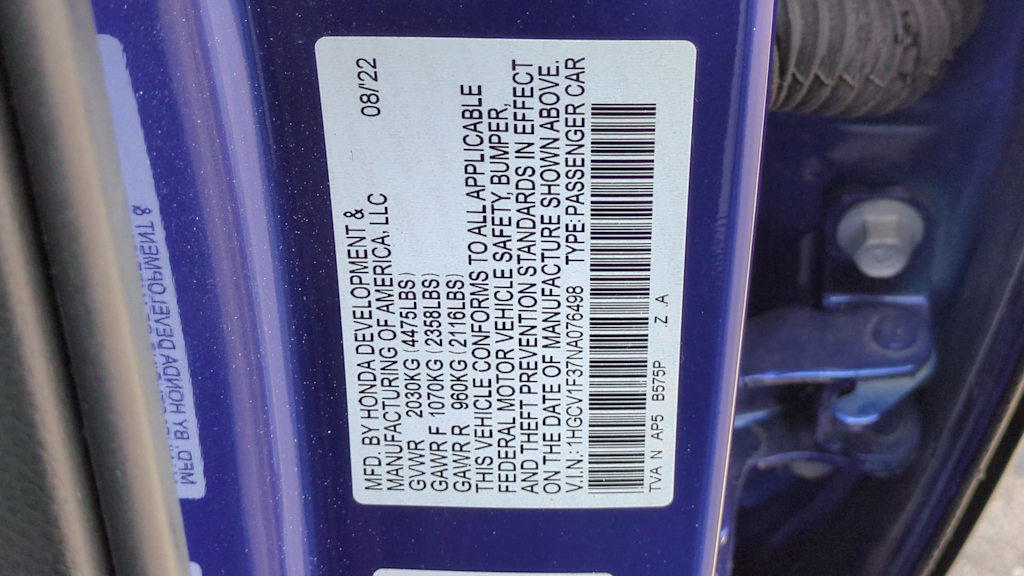 MFD. BY HONDA DEVELOPMENT & 08/'22
MANUFACTURING OF AMERICA, LLC
GVWR 2030KG (4475LBS)
GAWR F 1070KG (2358LBS)
GAWR R 960KG (2116LBS)
THIS VEHICLE CONFORMS TO ALL APPLICABLE
FEDERAL MOTOR VEHICLE SAFETY BUMPER,
AND THEFT PREVENTION STANDARDS IN EFFECT
ON THE DATE OF MANUFACTURE SHOWN ABOVE.
V.I.N.: 1HGCV1F37NA076498 TYPE: PASSENGER CAR
TVA N AP5 B575P .Z .A
MFD. BY HONDA DEVELOPMENT &